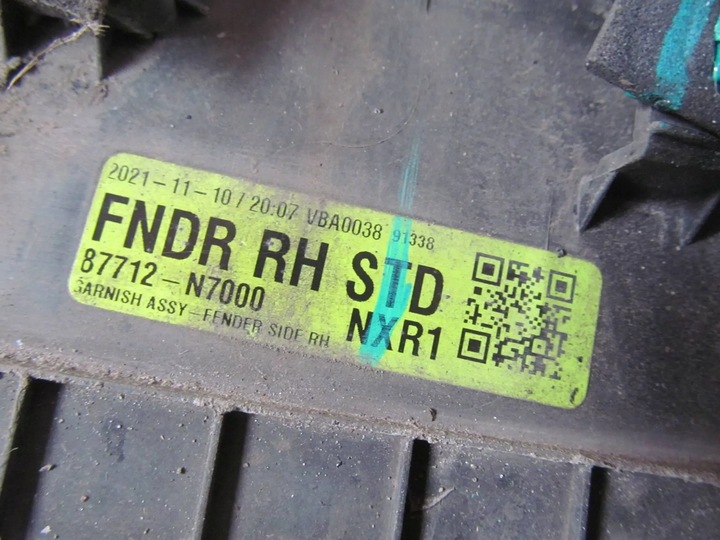 2021-11-10 / 20:07 VBA0038 91338
FNDR RH STD
87712-N7000 NXR1
GARNISH ASSY-FENDER SIDE RH